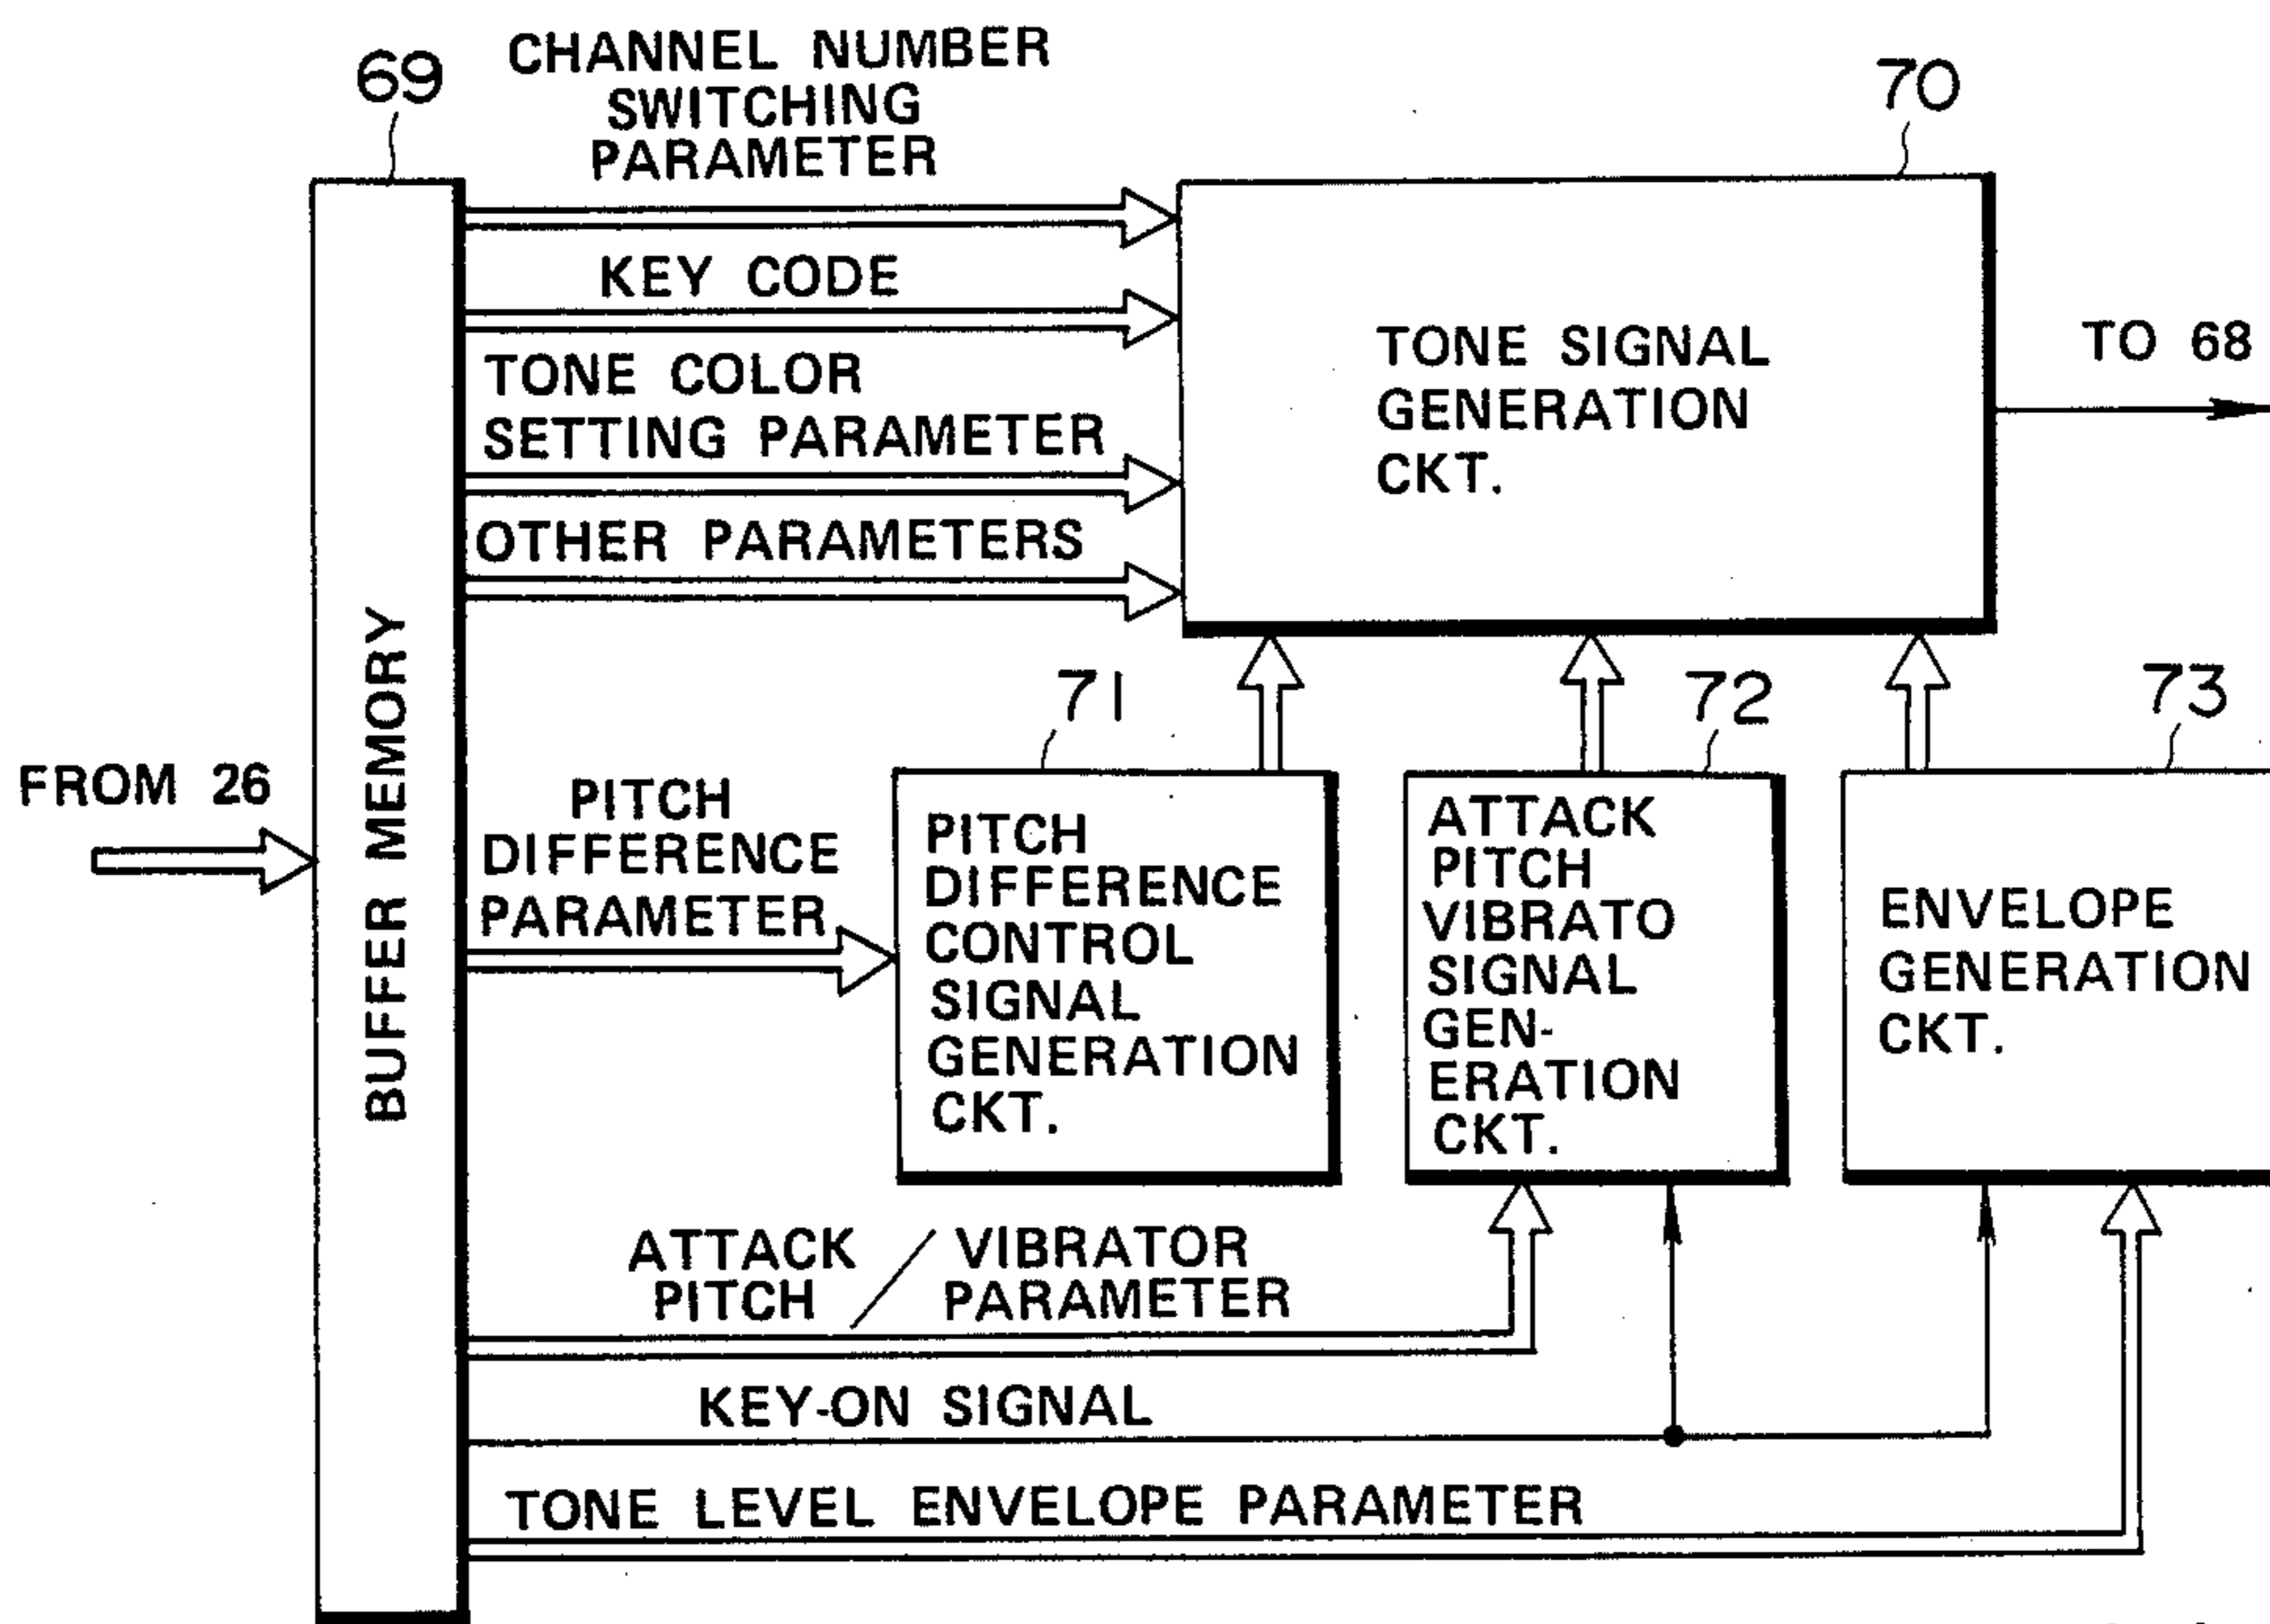 69
CHANNEL NUMBER
SWITCHING
PARAMETER
70
KEY CODE
TONE COLOR
SETTING PARAMETER
OTHER PARAMETERS
TONE SIGNAL
GENERATION
CKT.
TO 68
BUFFER MEMORY
FROM 26
PITCH
DIFFERENCE
PARAMETER
71
PITCH
DIFFERENCE
CONTROL
SIGNAL
GENERATION
CKT.
72
ATTACK
PITCH
VIBRATO
SIGNAL
GEN-
ERATION
CKT.
73
ENVELOPE
GENERATION
CKT.
ATTACK / VIBRATOR
PITCH PARAMETER
KEY-ON SIGNAL
TONE LEVEL ENVELOPE PARAMETER